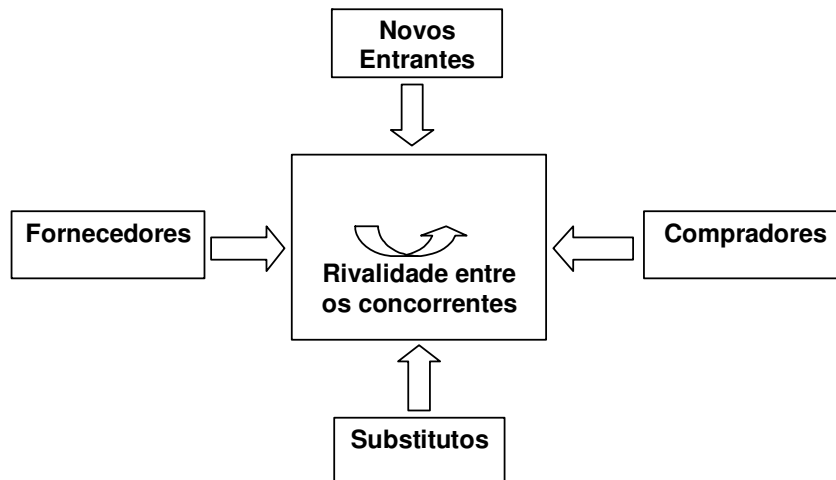 Novos
Entrantes
Fornecedores
Compradores
Rivalidade entre
os concorrentes
Substitutos